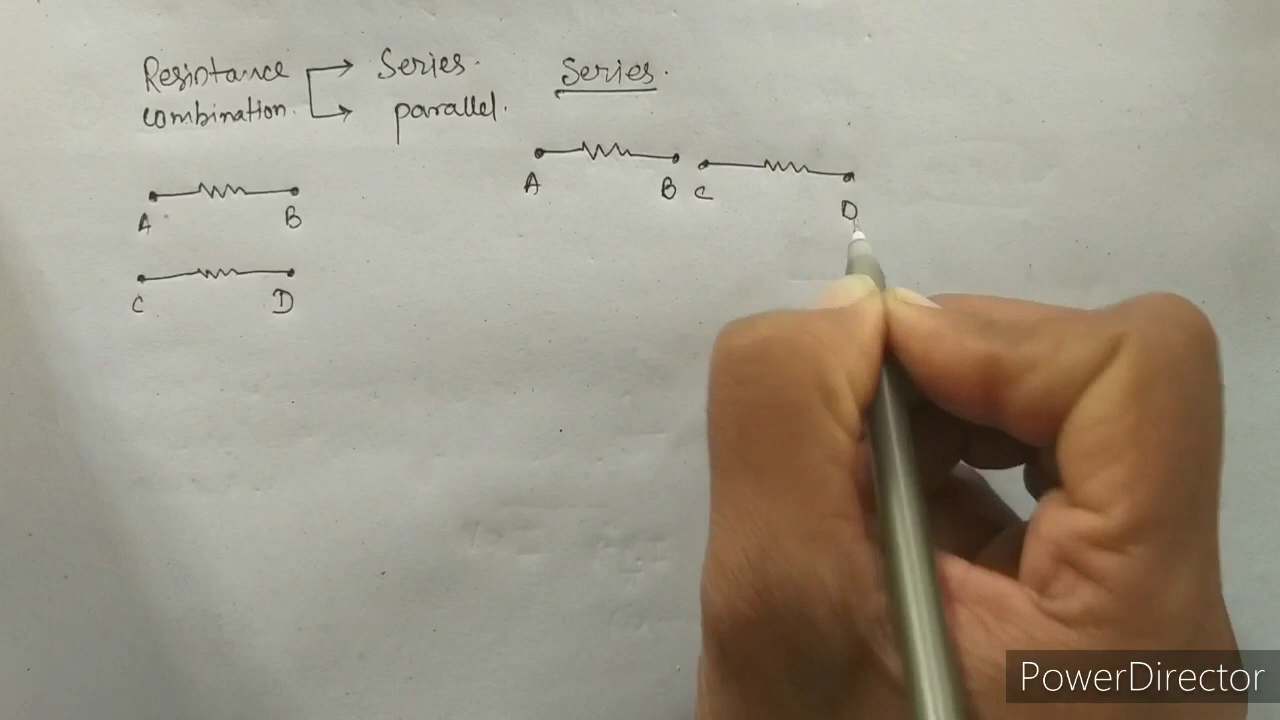 Resistance
combination.
Series.
parallel.
Series.
A B
C D
A B C D
PowerDirector